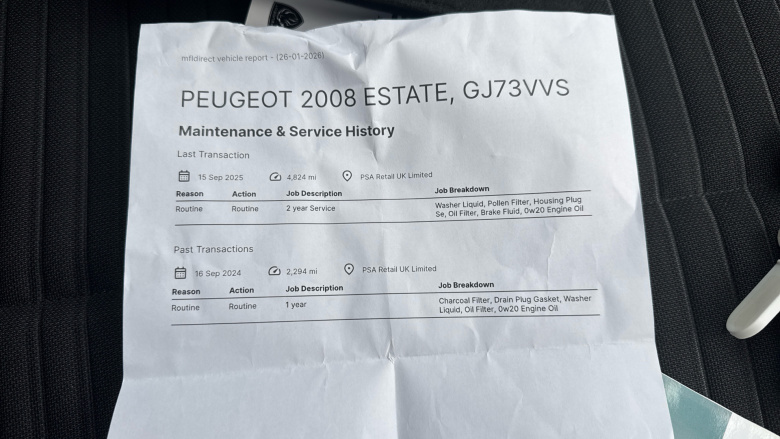 mfldirect vehicle report - (26-01-2026)
PEUGEOT 2008 ESTATE, GJ73VVS
Maintenance & Service History
Last Transaction
15 Sep 2025 4,824 mi PSA Retail UK Limited
Reason Action Job Description Job Breakdown
Routine Routine 2 year Service Washer Liquid, Pollen Filter, Housing Plug
Se, Oil Filter, Brake Fluid, 0w20 Engine Oil
Past Transactions
16 Sep 2024 2,294 mi PSA Retail UK Limited
Reason Action Job Description Job Breakdown
Routine Routine 1 year Charcoal Filter, Drain Plug Gasket, Washer
Liquid, Oil Filter, 0w20 Engine Oil